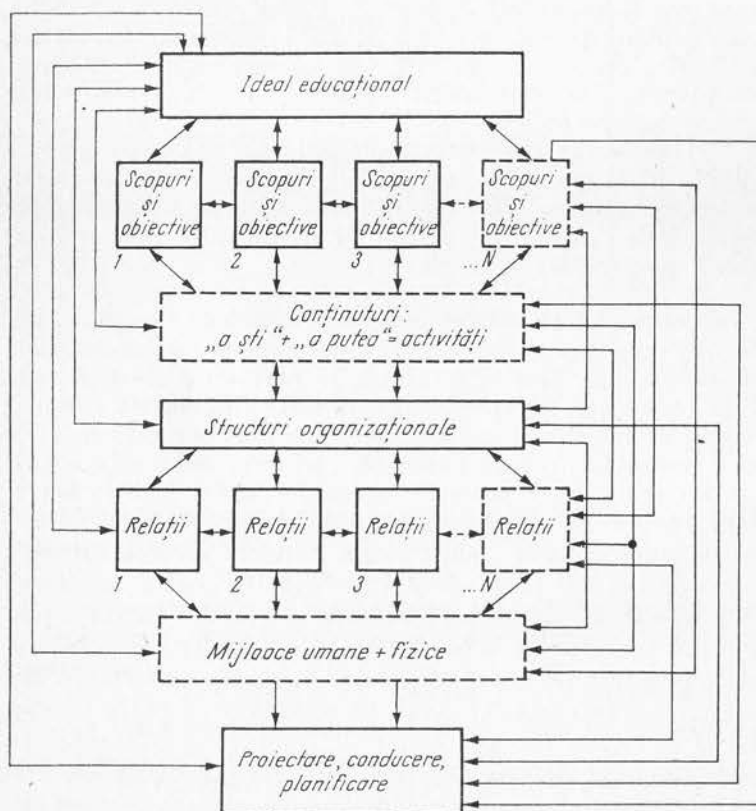 Ideal educațional
Scopuri
și
obiective
Scopuri
și
obiective
Scopuri
și
obiective
Scopuri
și
obiective
1
2
3
...N
Conținuturi:
„a ști“ + „a putea“ = activități
Structuri organizaționale
Relații
Relații
Relații
Relații
1
2
3
...N
Mijloace umane + fizice
Proiectare, conducere,
planificare